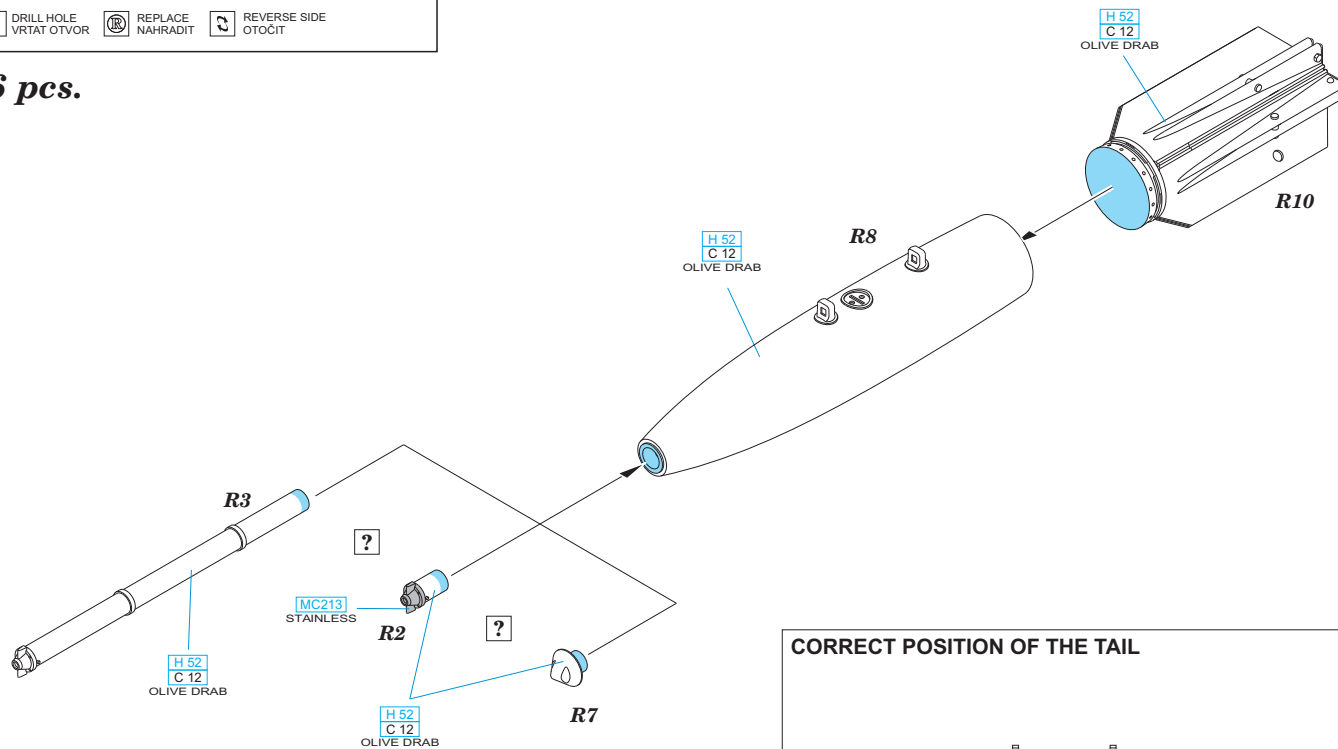 DRILL HOLE
VRTAT OTVOR
R
REPLACE
NAHRADIT
REVERSE SIDE
OTOČIT
pcs.
H 52
C 12
OLIVE DRAB
R10
R8
H 52
C 12
OLIVE DRAB
R3
?
MC213
STAINLESS
R2
?
H 52
C 12
OLIVE DRAB
R7
H 52
C 12
OLIVE DRAB
CORRECT POSITION OF THE TAIL